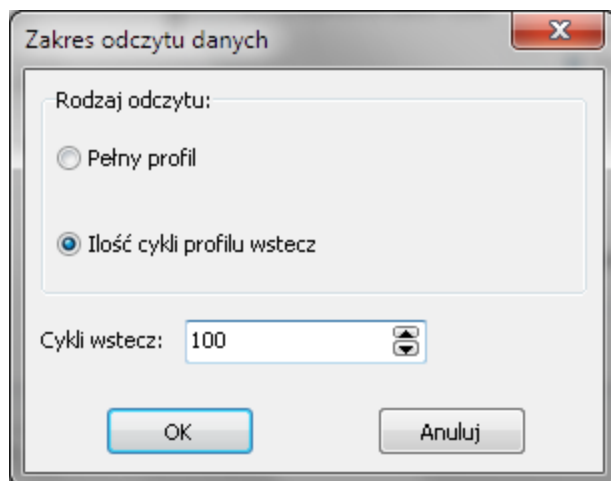 Zakres odczytu danych
Rodzaj odczytu:
Pełny profil
Ilość cykli profilu wstecz
Cykli wstecz: 100
OK Anuluj